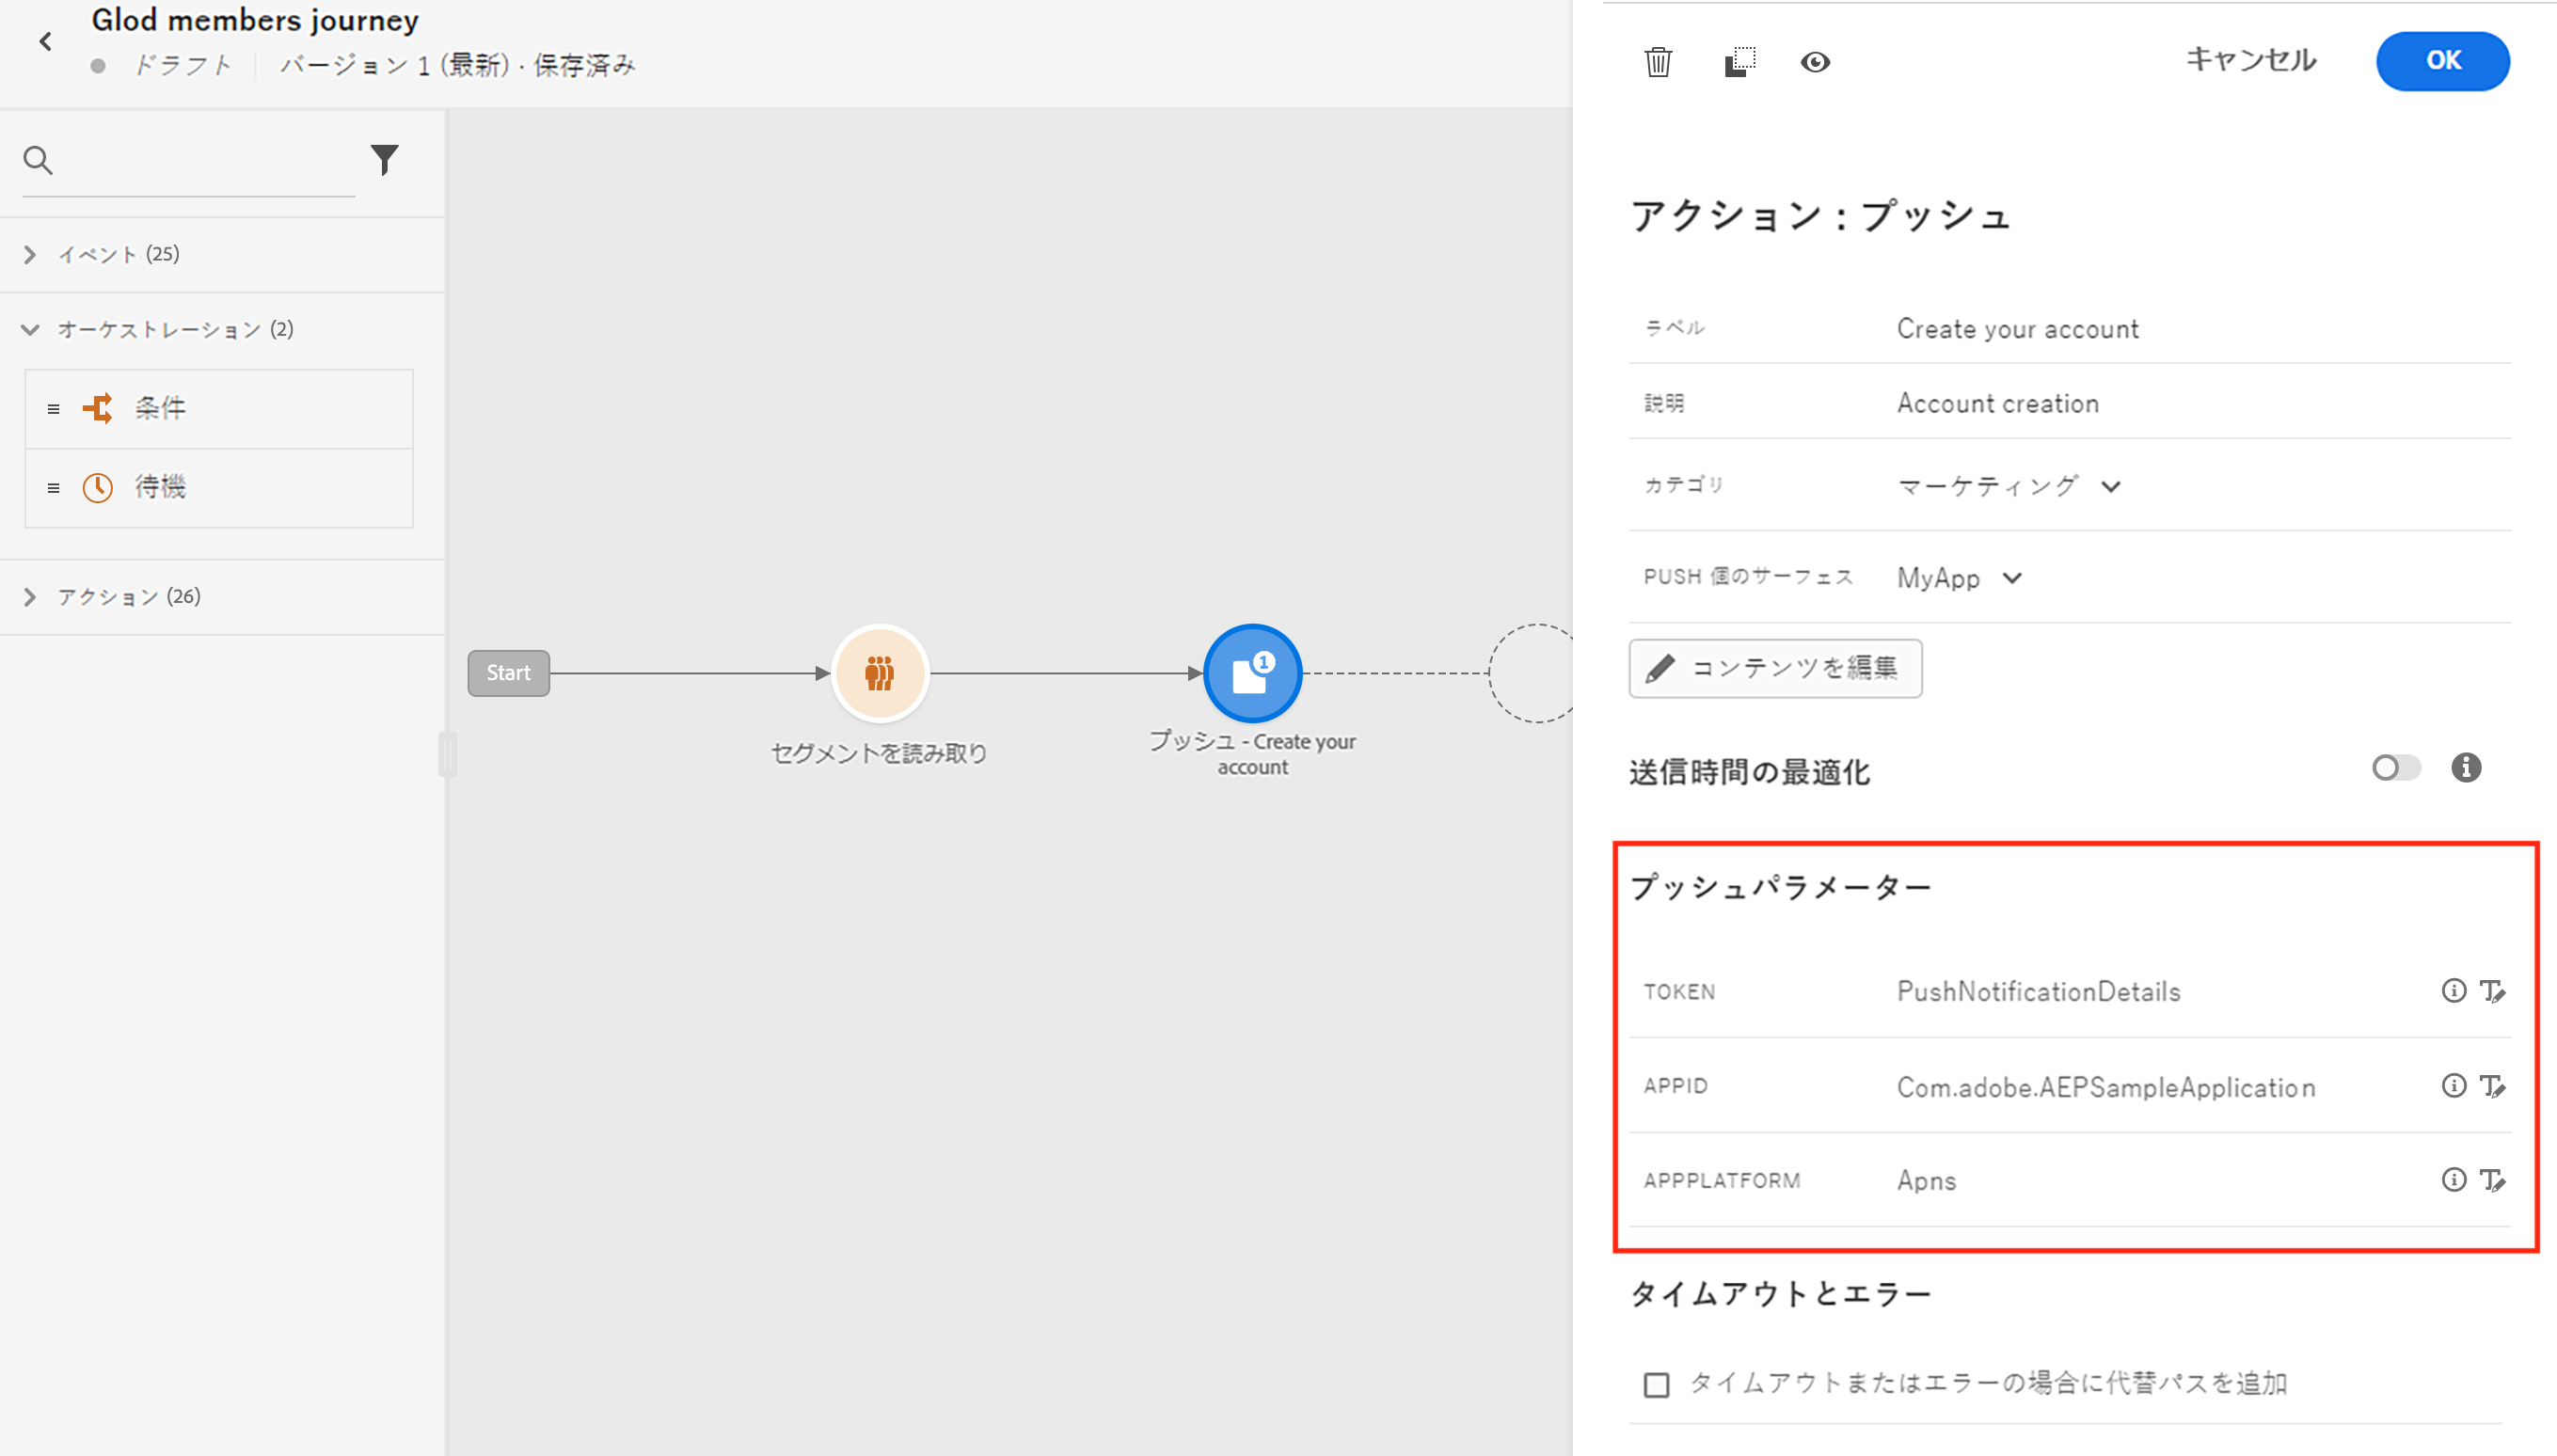 Glod members journey
ドラフト
バージョン 1 (最新) · 保存済み
イベント (25)
オーケストレーション (2)
条件
待機
アクション (26)
Start
セグメントを読み取り
1
プッシュ - Create your
account
キャンセル
OK
アクション : プッシュ
ラベル Create your account
説明 Account creation
カテゴリ マーケティング
PUSH 個のサーフェス MyApp
コンテンツを編集
送信時間の最適化
プッシュパラメーター
TOKEN PushNotificationDetails
APPID Com.adobe.AEPSampleApplication
APPPLATFORM Apns
タイムアウトとエラー
タイムアウトまたはエラーの場合に代替パスを追加